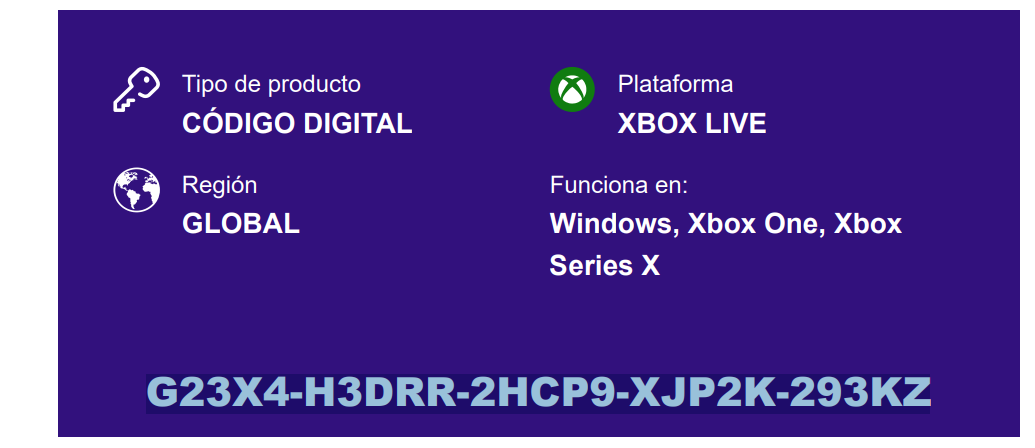 Tipo de producto
CÓDIGO DIGITAL
Plataforma
XBOX LIVE
Región
GLOBAL
Funciona en:
Windows, Xbox One, Xbox
Series X
G23X4-H3DRR-2HCP9-XJP2K-293KZ